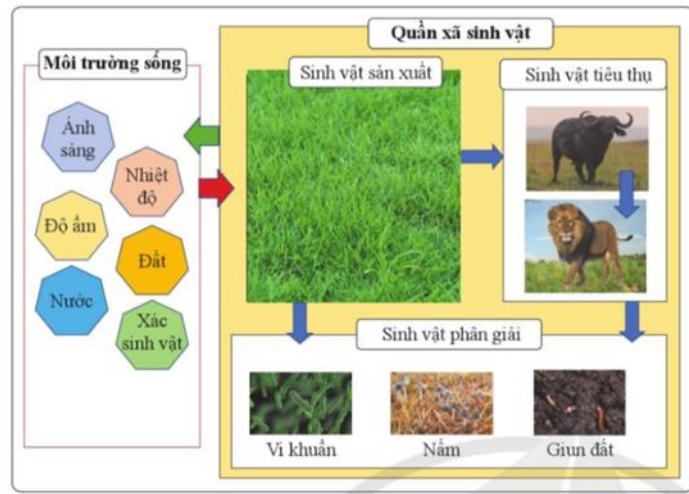 Quần xã sinh vật
Môi trường sống
Sinh vật sản xuất
Sinh vật tiêu thụ
Ánh
sáng
Nhiệt
độ
Độ ẩm
Đất
Nước
Xác
sinh vật
Sinh vật phân giải
Vi khuẩn
Nấm
Giun đất